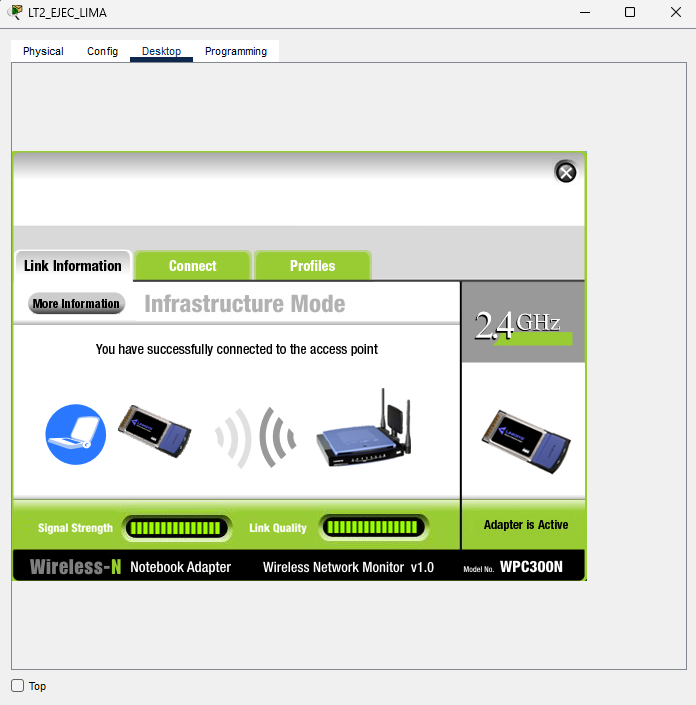 LT2_EJEC_LIMA
Physical Config Desktop Programming
Link Information Connect Profiles
More Information Infrastructure Mode
2.4GHz
You have successfully connected to the access point
Signal Strength Link Quality Adapter is Active
Wireless-N Notebook Adapter Wireless Network Monitor v1.0 Model No. WPC300N
Top